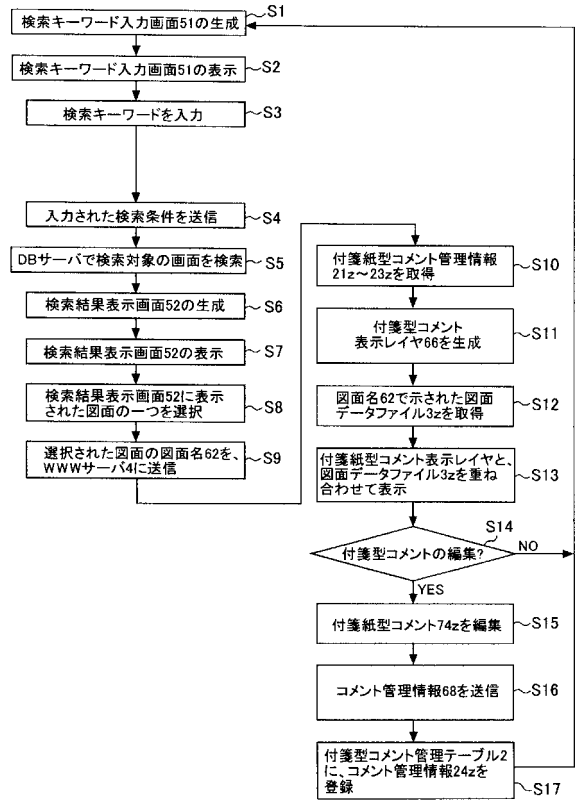 検索キーワード入力画面51の生成
S1
検索キーワード入力画面51の表示
S2
検索キーワードを入力
S3
入力された検索条件を送信
S4
DBサーバで検索対象の画面を検索
S5
検索結果表示画面52の生成
S6
検索結果表示画面52の表示
S7
検索結果表示画面52に表示
された図面の一つを選択
S8
選択された図面の図面名62を、
WWWサーバ4に送信
S9
付箋紙型コメント管理情報
21z～23zを取得
S10
付箋型コメント
表示レイヤ66を生成
S11
図面名62で示された図面
データファイル3zを取得
S12
付箋紙型コメント表示レイヤと、
図面データファイル3zを重ね
合わせて表示
S13
S14
付箋型コメントの編集?
NO
YES
付箋紙型コメント74zを編集
S15
コメント管理情報68を送信
S16
付箋型コメント管理テーブル2
に、コメント管理情報24zを
登録
S17